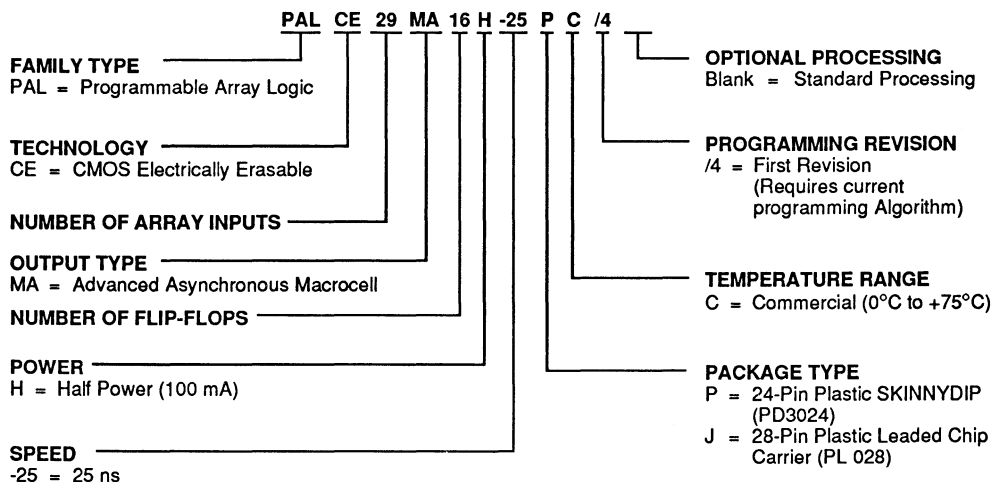 PAL CE 29 MA 16 H -25 P C /4
FAMILY TYPE
PAL = Programmable Array Logic
TECHNOLOGY
CE = CMOS Electrically Erasable
NUMBER OF ARRAY INPUTS
OUTPUT TYPE
MA = Advanced Asynchronous Macrocell
NUMBER OF FLIP-FLOPS
POWER
H = Half Power (100 mA)
SPEED
-25 = 25 ns
OPTIONAL PROCESSING
Blank = Standard Processing
PROGRAMMING REVISION
/4 = First Revision
(Requires current
programming Algorithm)
TEMPERATURE RANGE
C = Commercial (0°C to +75°C)
PACKAGE TYPE
P = 24-Pin Plastic SKINNYDIP
(PD3024)
J = 28-Pin Plastic Leaded Chip
Carrier (PL 028)